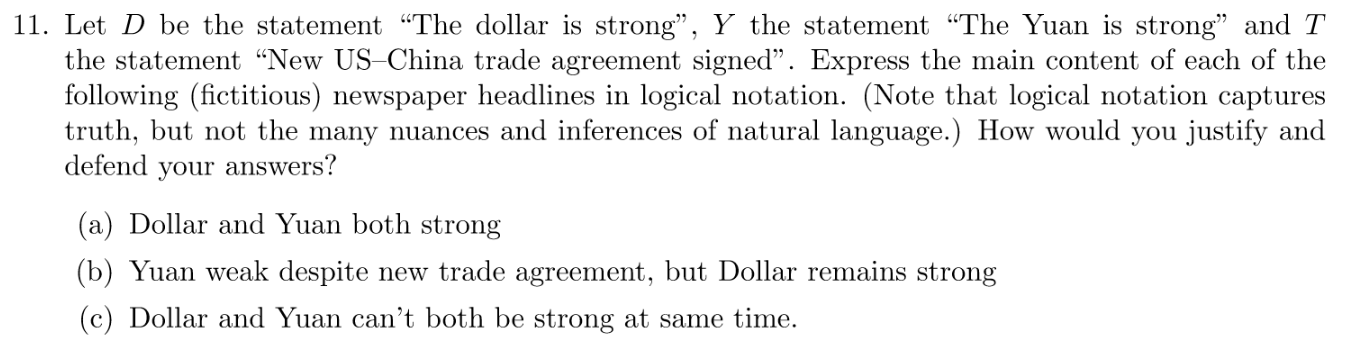 11. Let D be the statement “The dollar is strong”, Y the statement “The Yuan is strong” and T
the statement “New US–China trade agreement signed”. Express the main content of each of the
following (fictitious) newspaper headlines in logical notation. (Note that logical notation captures
truth, but not the many nuances and inferences of natural language.) How would you justify and
defend your answers?
(a) Dollar and Yuan both strong
(b) Yuan weak despite new trade agreement, but Dollar remains strong
(c) Dollar and Yuan can’t both be strong at same time.